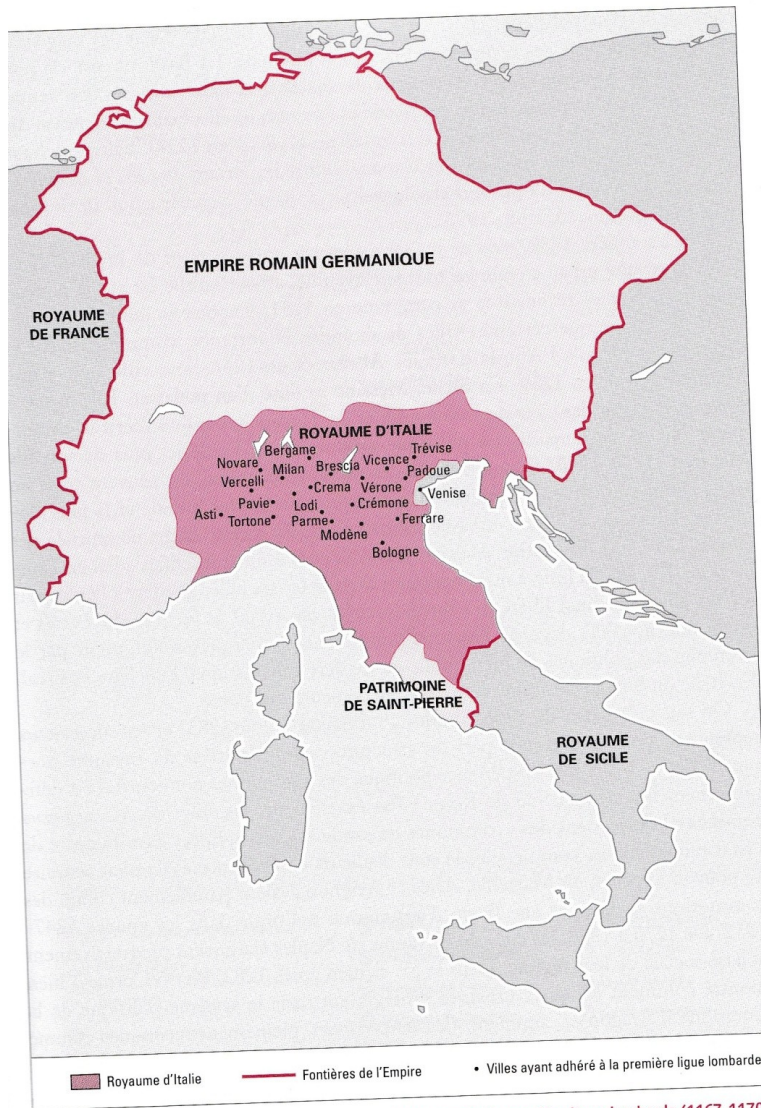 EMPIRE ROMAIN GERMANIQUE
ROYAUME
DE FRANCE
ROYAUME D'ITALIE
Bergame
Trévise
Novare
Milan
Brescia
Vicence
Padoue
Vercelli
Crema
Vérone
Venise
Pavie
Lodi
Crémone
Asti
Tortone
Parme
Ferrare
Modène
Bologne
PATRIMOINE
DE SAINT-PIERRE
ROYAUME
DE SICILE
Royaume d'Italie
Fontières de l'Empire
• Villes ayant adhéré à la première ligue lombarde